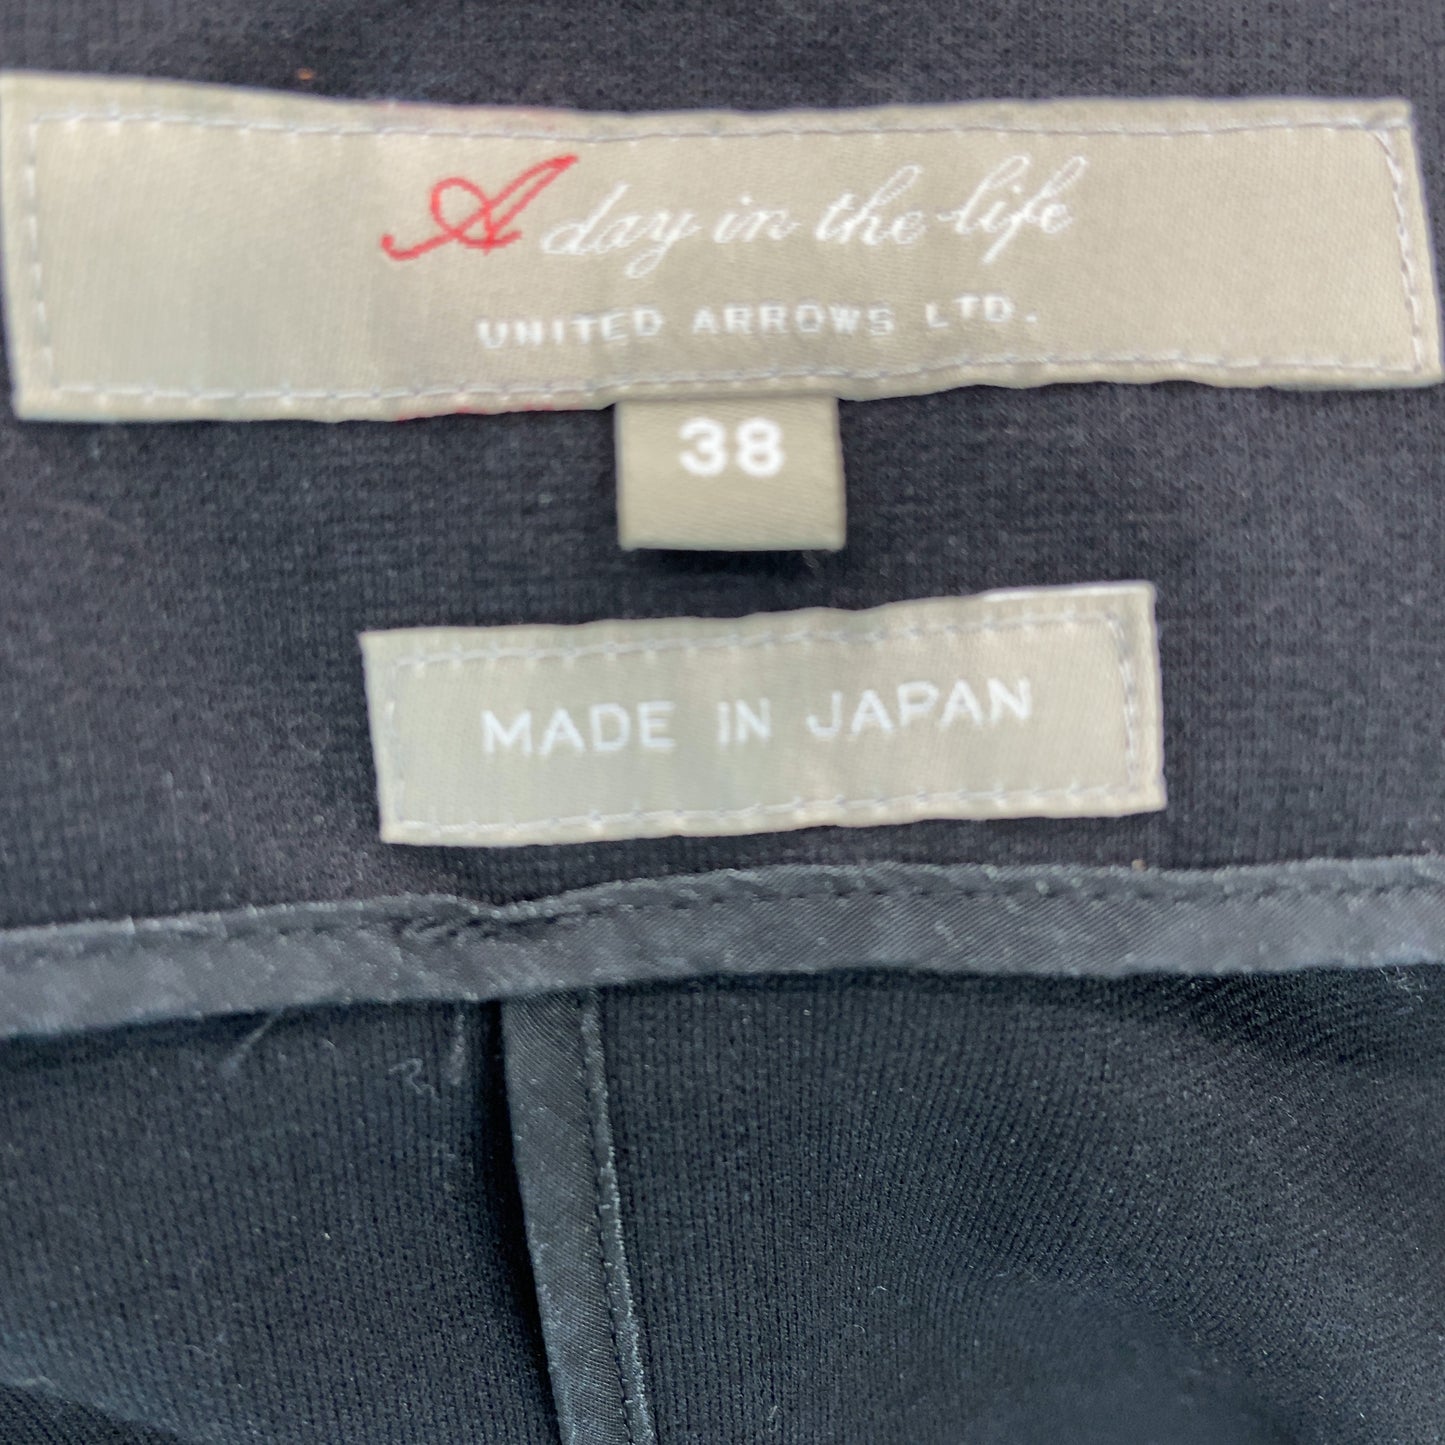 A day in the life
UNITED ARROWS LTD.
38
MADE IN JAPAN